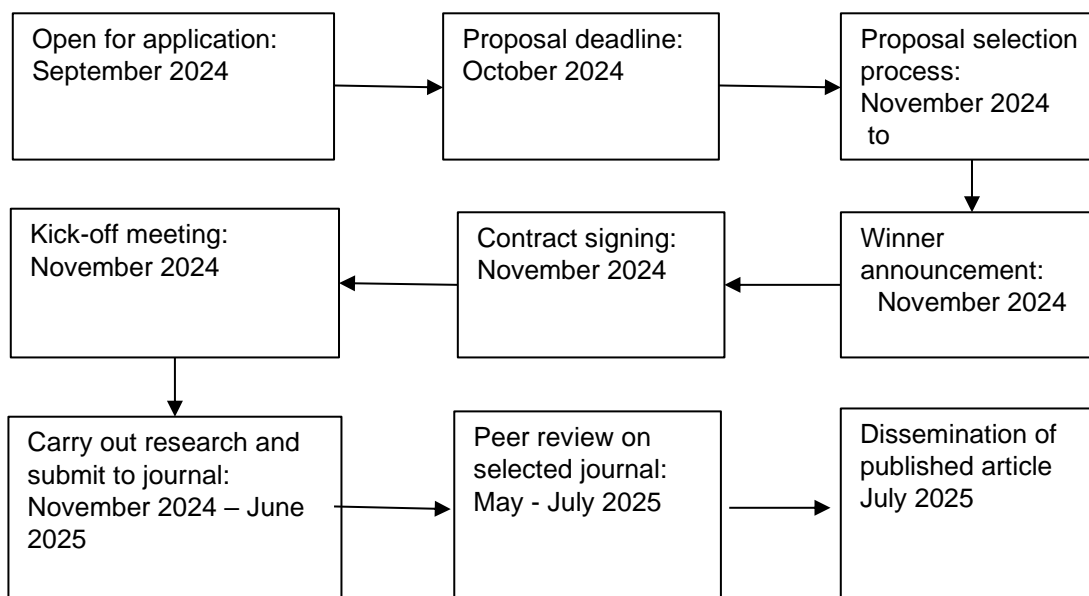 Open for application:
September 2024
Proposal deadline:
October 2024
Proposal selection
process:
November 2024
to
Winner
announcement:
November 2024
Contract signing:
November 2024
Kick-off meeting:
November 2024
Carry out research and
submit to journal:
November 2024 – June
2025
Peer review on
selected journal:
May - July 2025
Dissemination of
published article
July 2025